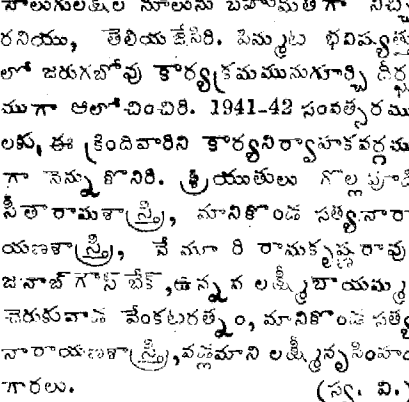 నాలుగులక్షల నూలును బహుమతిగా నిచ్చి
రనియు, తెలియజేసిరి. పిమ్మట భవిష్యత్తు
లో జరుగబోవు కార్యక్రమమునుగూర్చి దీర్ఘ
ముగా ఆలోచించిరి. 1941-42 సంవత్సరము
లకు, ఈ క్రిందివారిని కార్యనిర్వాహకవర్గము
గా నెన్నుకొనిరి. శ్రీయుతులు గొల్లపూడి
సీతారామశాస్త్రి, మానికొండ సత్యనారా
యణశాస్త్రి, వేమూరి రామకృష్ణరావు
జనాబ్ గౌస్ బేక్, ఉన్నవ లక్ష్మీబాయమ్మ
చెరుకువాడ వేంకటరత్నం, మానికొండ సత్య
నారాయణశాస్త్రి, వడ్లమాని లక్ష్మీనృసింహం
గారలు. (స్వ. వి.)